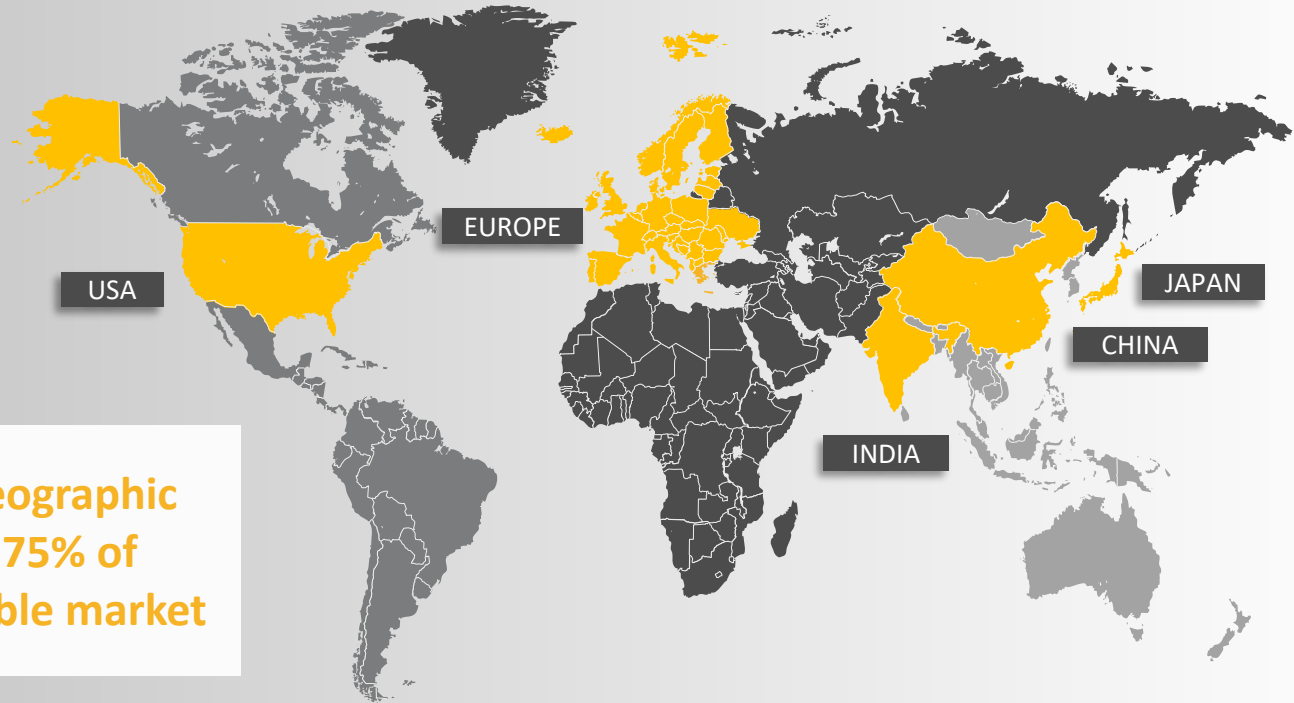 EUROPE
USA
JAPAN
CHINA
INDIA
eographic
75% of
ble market